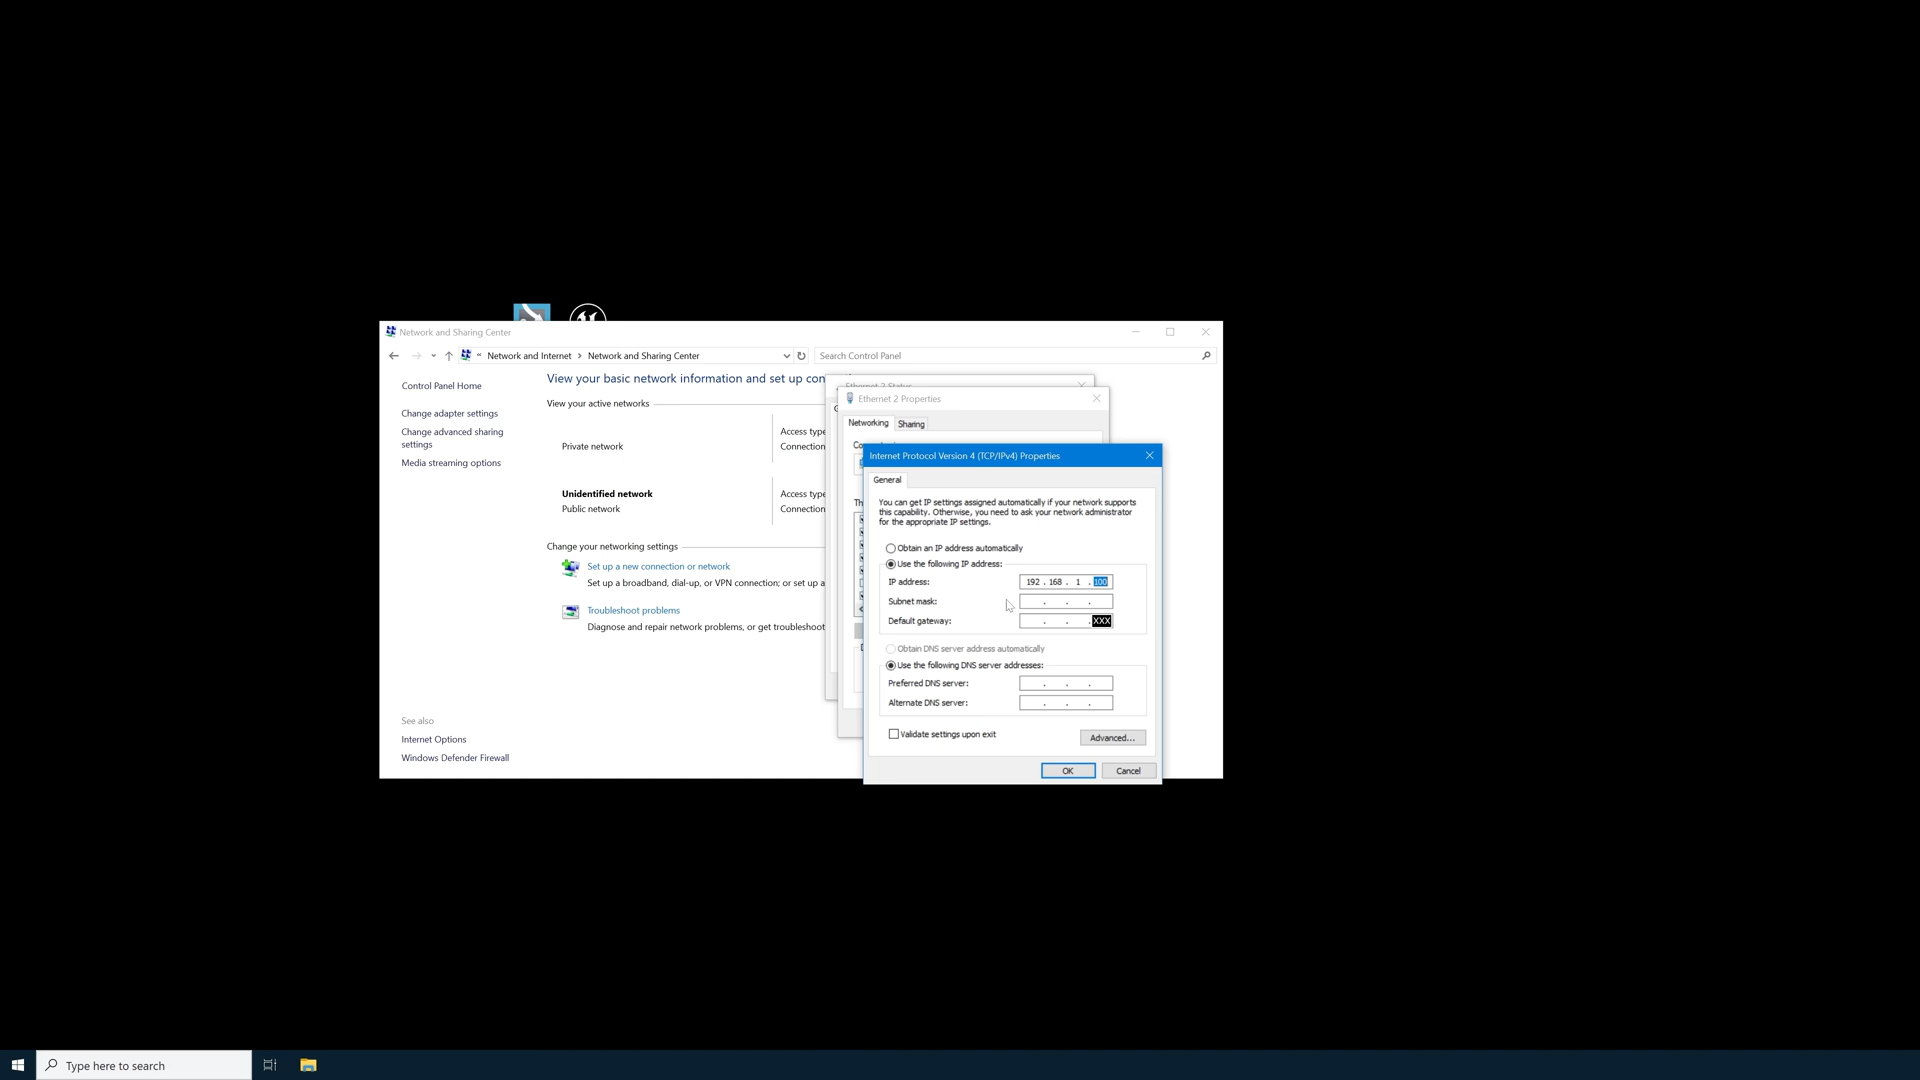 Network and Sharing Center
« Network and Internet > Network and Sharing Center
Search Control Panel
Control Panel Home
Change adapter settings
Change advanced sharing
settings
Media streaming options
See also
Internet Options
Windows Defender Firewall
View your basic network information and set up
View your active networks
Private network
Access type
Connection
Unidentified network
Public network
Access type
Connection
Change your networking settings
Set up a new connection or network
Set up a broadband, dial-up, or VPN connection; or set up a
Troubleshoot problems
Diagnose and repair network problems, or get troubleshoot
Ethernet 2 Status
Ethernet 2 Properties
Networking
Sharing
Internet Protocol Version 4 (TCP/IPv4) Properties
General
You can get IP settings assigned automatically if your network supports
this capability. Otherwise, you need to ask your network administrator
for the appropriate IP settings.
Obtain an IP address automatically
Use the following IP address:
IP address: 192 . 168 . 1 . 100
Subnet mask: . . .
Default gateway: . . . XXX
Obtain DNS server address automatically
Use the following DNS server addresses:
Preferred DNS server: . . .
Alternate DNS server: . . .
Validate settings upon exit
Advanced...
OK
Cancel
Type here to search